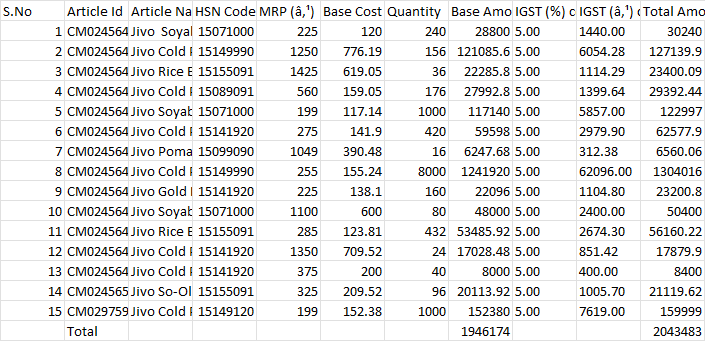 S.No Article Id Article Na HSN Code MRP (â‚¹) Base Cost Quantity Base Amo IGST (%) c IGST (â‚¹) c Total Amo
1 CM024564 Jivo Soyab 15071000 225 120 240 28800 5.00 1440.00 30240
2 CM024564 Jivo Cold P 15149990 1250 776.19 156 121085.6 5.00 6054.28 127139.9
3 CM024564 Jivo Rice B 15155091 1425 619.05 36 22285.8 5.00 1114.29 23400.09
4 CM024564 Jivo Cold P 15089091 560 159.05 176 27992.8 5.00 1399.64 29392.44
5 CM024564 Jivo Soyab 15071000 199 117.14 1000 117140 5.00 5857.00 122997
6 CM024564 Jivo Cold P 15141920 275 141.9 420 59598 5.00 2979.90 62577.9
7 CM024564 Jivo Poma 15099090 1049 390.48 16 6247.68 5.00 312.38 6560.06
8 CM024564 Jivo Cold P 15149990 255 155.24 8000 1241920 5.00 62096.00 1304016
9 CM024564 Jivo Gold 15141920 225 138.1 160 22096 5.00 1104.80 23200.8
10 CM024564 Jivo Soyab 15071000 1100 600 80 48000 5.00 2400.00 50400
11 CM024564 Jivo Rice B 15155091 285 123.81 432 53485.92 5.00 2674.30 56160.22
12 CM024564 Jivo Cold P 15141920 1350 709.52 24 17028.48 5.00 851.42 17879.9
13 CM024564 Jivo Cold P 15141920 375 200 40 8000 5.00 400.00 8400
14 CM024565 Jivo So-Ol 15155091 325 209.52 96 20113.92 5.00 1005.70 21119.62
15 CM029759 Jivo Cold P 15149120 199 152.38 1000 152380 5.00 7619.00 159999
Total 1946174 2043483